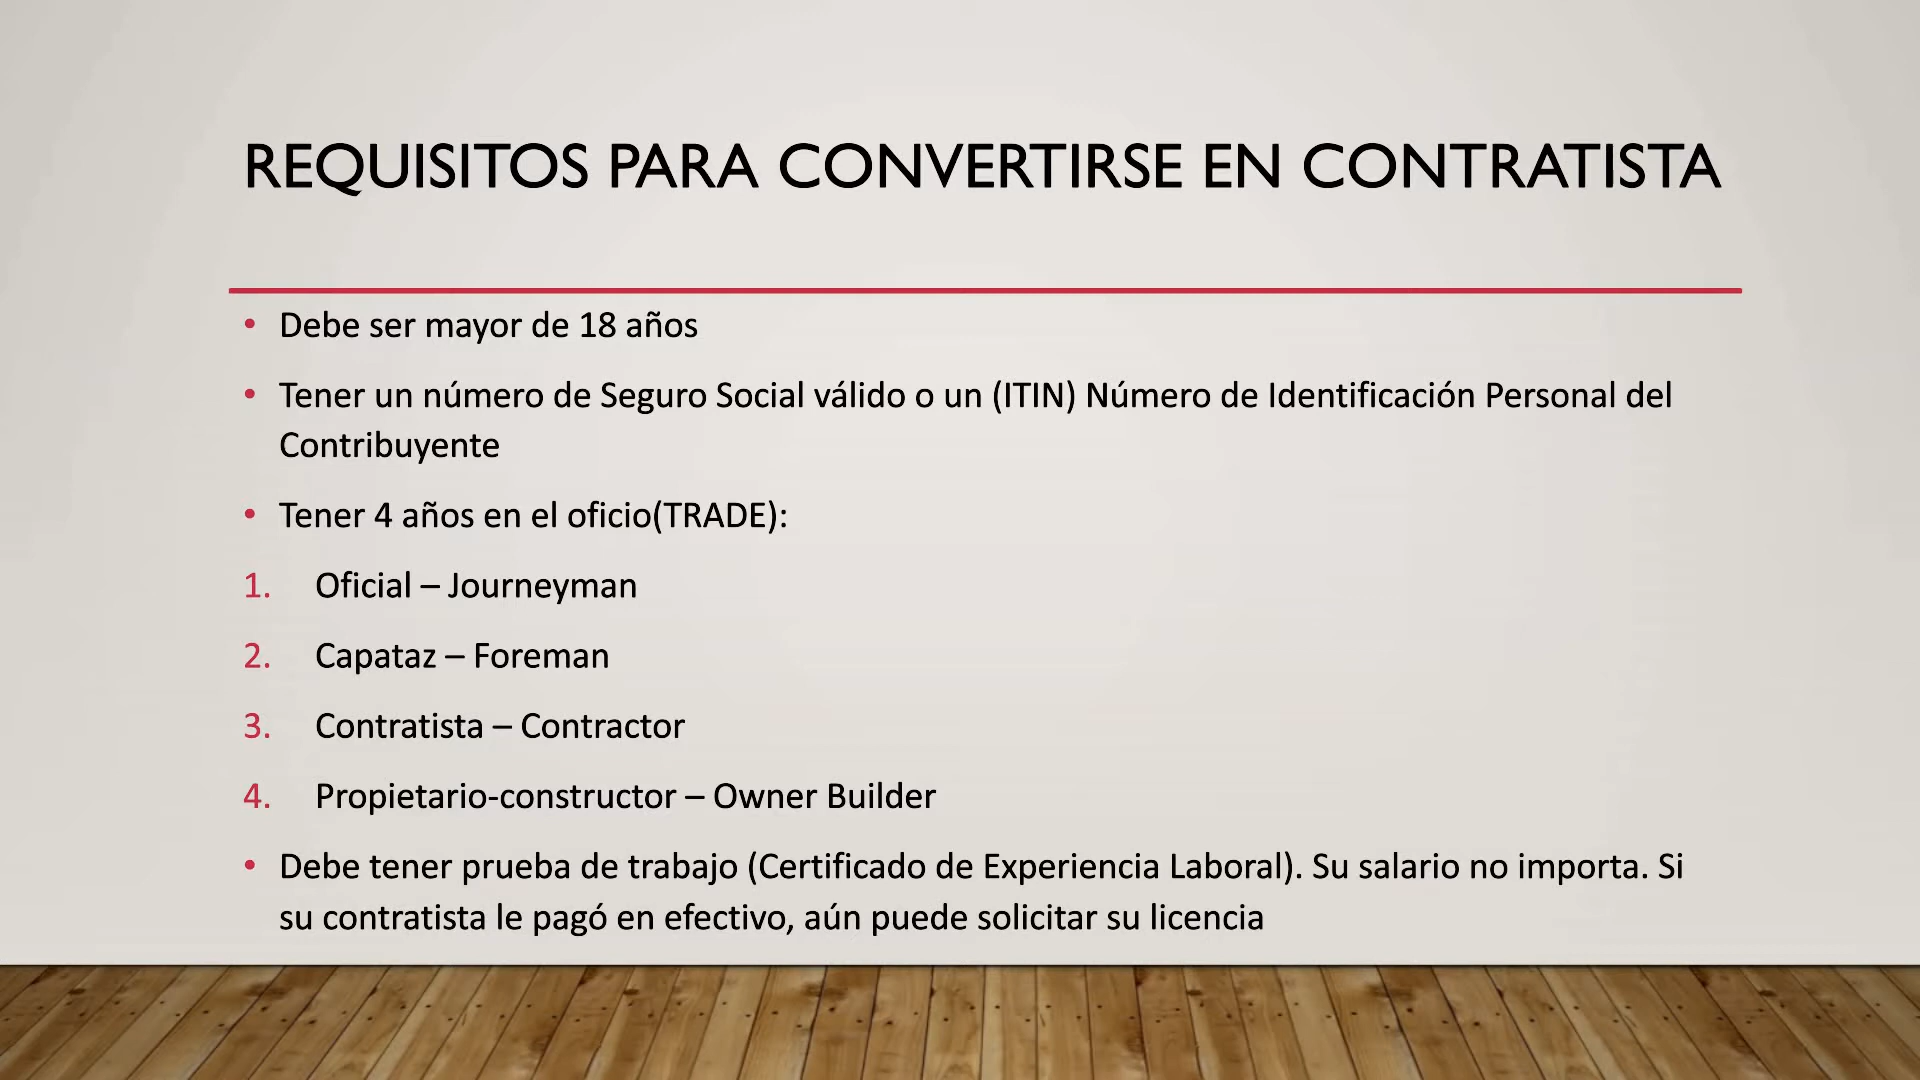 REQUISITOS PARA CONVERTIRSE EN CONTRATISTA
• Debe ser mayor de 18 años
• Tener un número de Seguro Social válido o un (ITIN) Número de Identificación Personal del
Contribuyente
• Tener 4 años en el oficio(TRADE):
1. Oficial – Journeyman
2. Capataz – Foreman
3. Contratista – Contractor
4. Propietario-constructor – Owner Builder
• Debe tener prueba de trabajo (Certificado de Experiencia Laboral). Su salario no importa. Si
su contratista le pagó en efectivo, aún puede solicitar su licencia